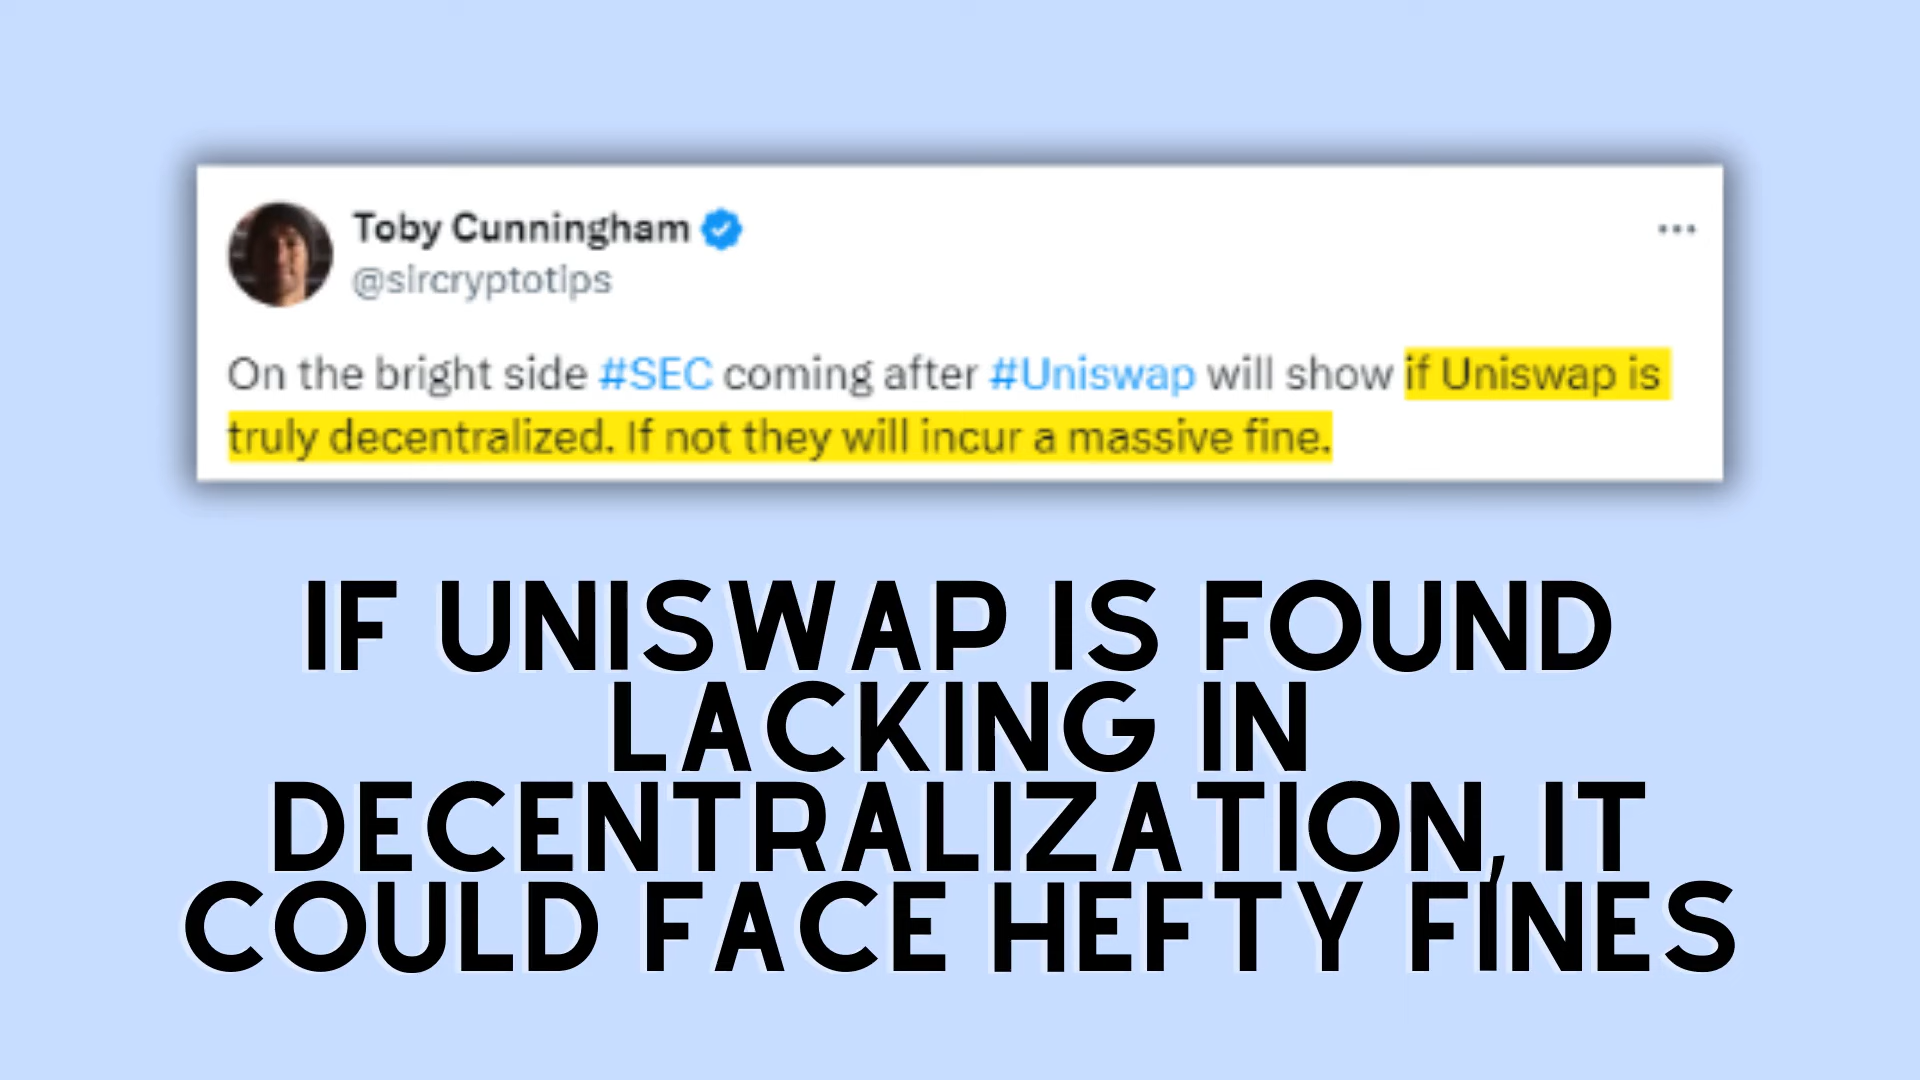 Toby Cunningham
@sircryptotips
On the bright side #SEC coming after #Uniswap will show if Uniswap is
truly decentralized. If not they will incur a massive fine.
IF UNISWAP IS FOUND
LACKING IN
DECENTRALIZATION, IT
COULD FACE HEFTY FINES